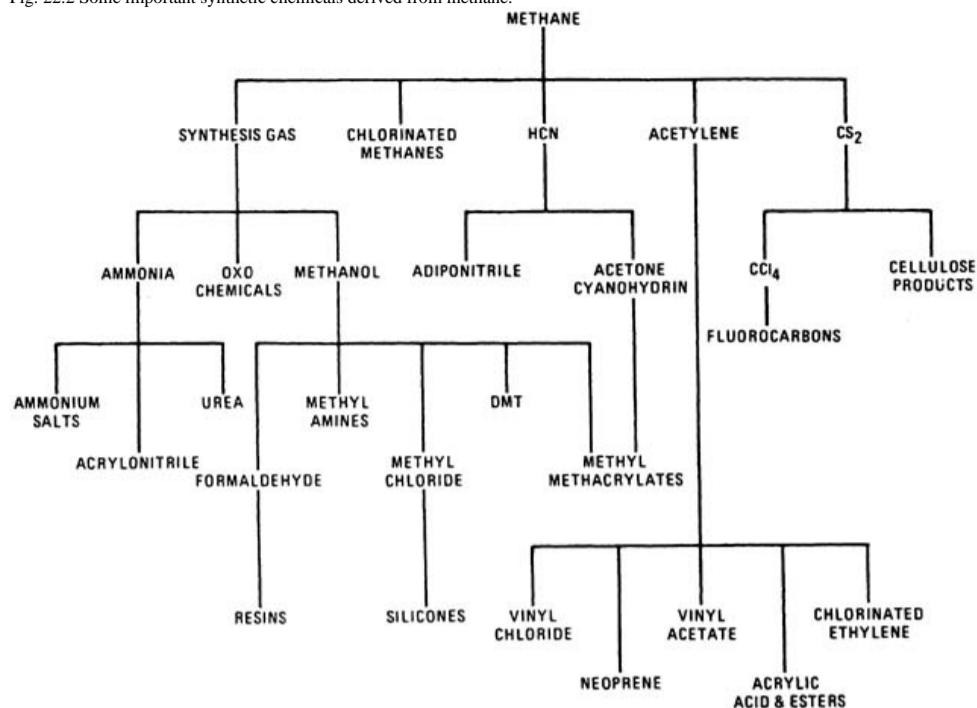 Fig. 22.2 Some important synthetic chemicals derived from methane.
METHANE
SYNTHESIS GAS
CHLORINATED
METHANES
HCN
ACETYLENE
CS2
AMMONIA
OXO
CHEMICALS
METHANOL
ADIPONITRILE
ACETONE
CYANOHYDRIN
CCl4
CELLULOSE
PRODUCTS
FLUOROCARBONS
AMMONIUM
SALTS
UREA
METHYL
AMINES
DMT
ACRYLONITRILE
FORMALDEHYDE
METHYL
CHLORIDE
METHYL
METHACRYLATES
RESINS
SILICONES
VINYL
CHLORIDE
VINYL
ACETATE
CHLORINATED
ETHYLENE
NEOPRENE
ACRYLIC
ACID & ESTERS